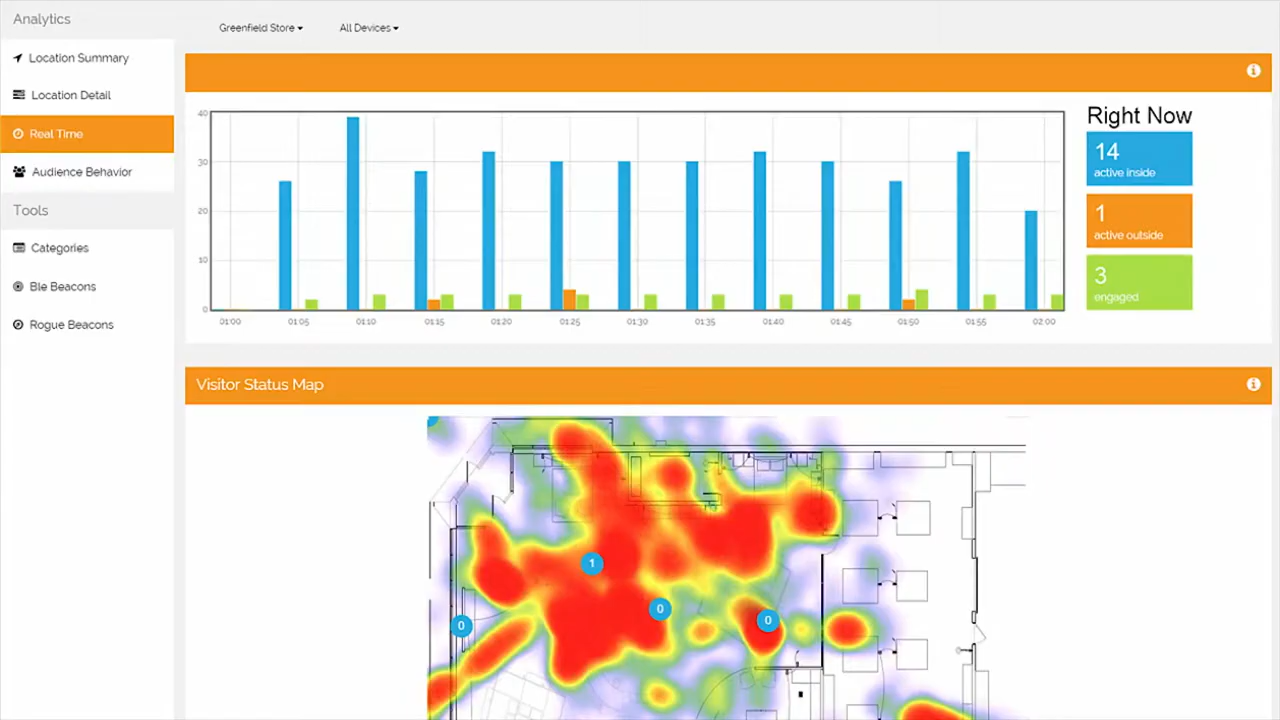 Analytics
Greenfield Store
All Devices
Location Summary
Location Detail
Real Time
Audience Behavior
Tools
Categories
Ble Beacons
Rogue Beacons
40
30
20
10
0
01:00 01:05 01:10 01:15 01:20 01:25 01:30 01:35 01:40 01:45 01:50 01:55 02:00
Right Now
14
active inside
1
active outside
3
engaged
Visitor Status Map
1
0
0
0